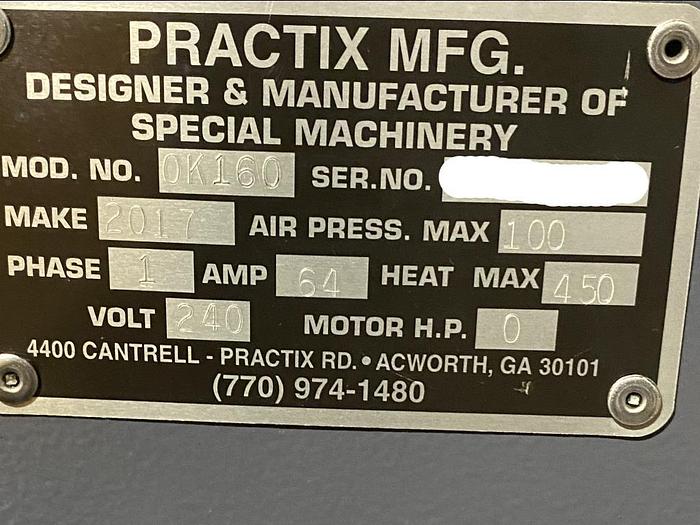 PRACTIX MFG.
DESIGNER & MANUFACTURER OF
SPECIAL MACHINERY
MOD. NO. OK160 SER.NO.
MAKE 2017 AIR PRESS. MAX 100
PHASE 1 AMP 64 HEAT MAX 450
VOLT 240 MOTOR H.P. 0
4400 CANTRELL - PRACTIX RD. • ACWORTH, GA 30101
(770) 974-1480